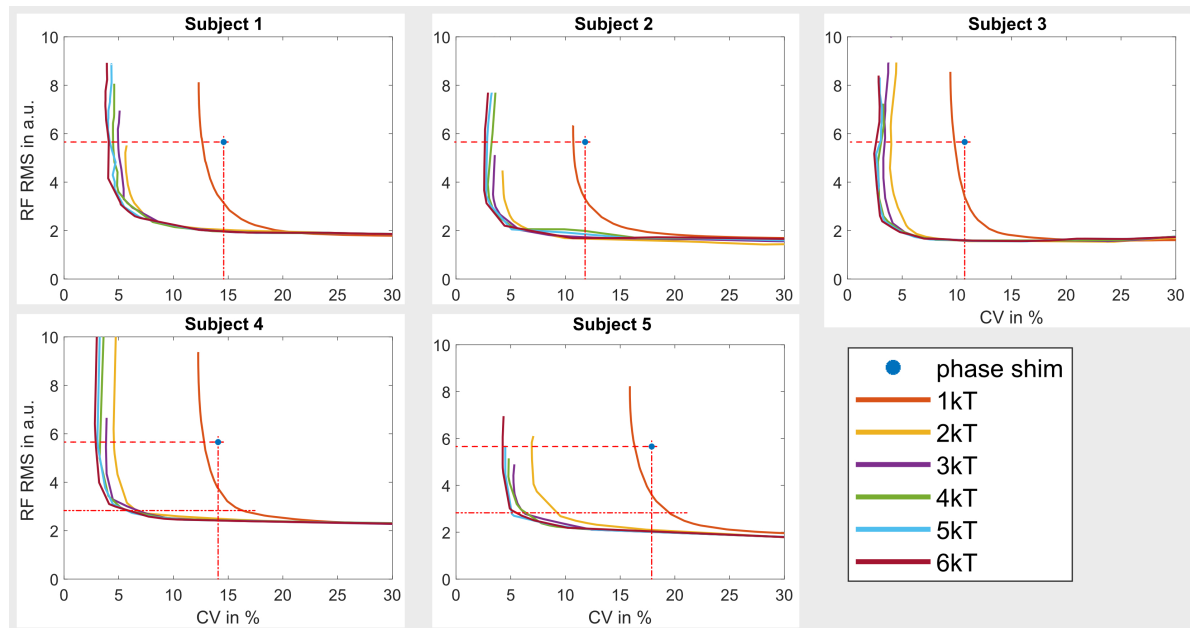 Subject 1
10
8
6
4
2
0
RF RMS in a.u.
0 5 10 15 20 25 30
Subject 2
10
8
6
4
2
0
0 5 10 15 20 25 30
Subject 3
10
8
6
4
2
0
0 5 10 15 20 25 30
CV in %
Subject 4
10
8
6
4
2
0
RF RMS in a.u.
0 5 10 15 20 25 30
CV in %
Subject 5
10
8
6
4
2
0
0 5 10 15 20 25 30
CV in %
phase shim
1kT
2kT
3kT
4kT
5kT
6kT